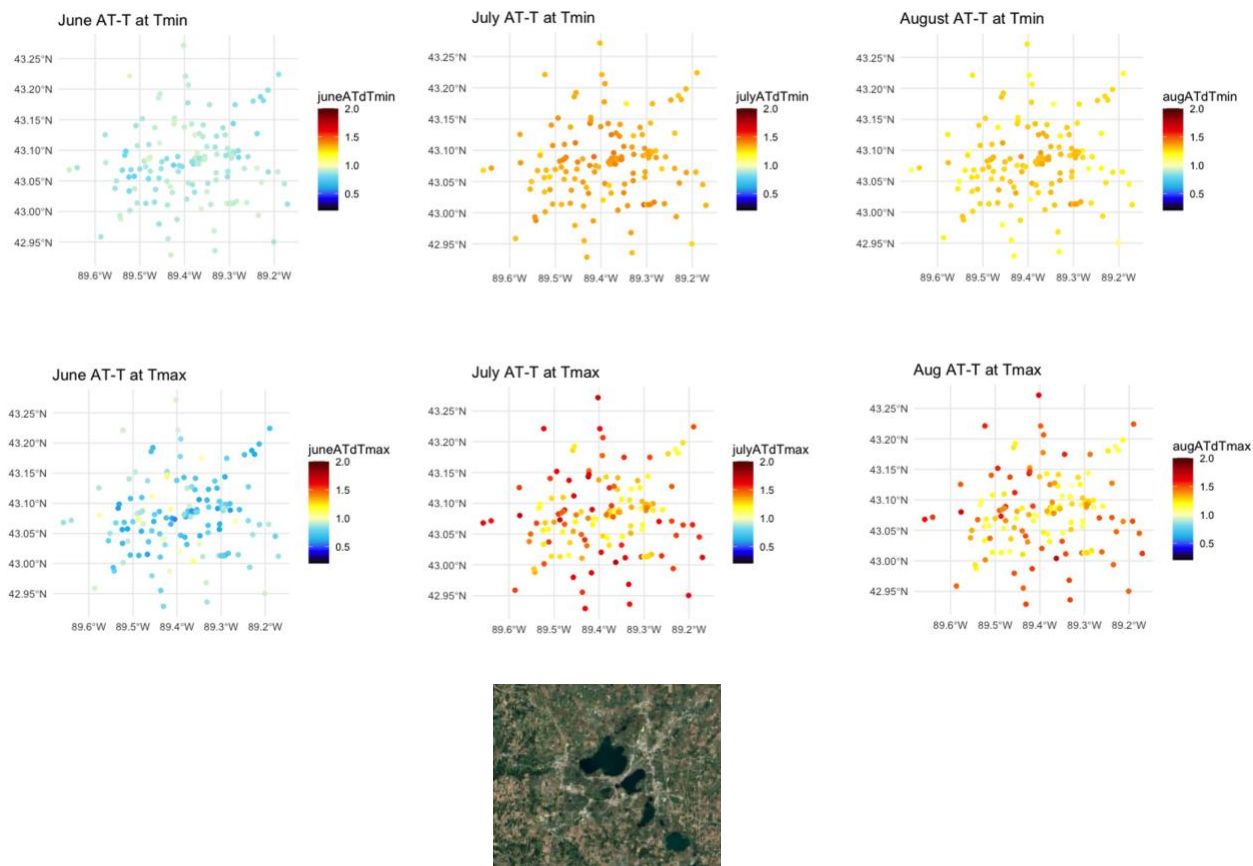 June AT-T at Tmin
43.25°N
43.20°N
43.15°N
43.10°N
43.05°N
43.00°N
42.95°N
89.6°W 89.5°W 89.4°W 89.3°W 89.2°W
juneATdTmin
2.0
1.5
1.0
0.5
July AT-T at Tmin
43.25°N
43.20°N
43.15°N
43.10°N
43.05°N
43.00°N
42.95°N
89.6°W 89.5°W 89.4°W 89.3°W 89.2°W
julyATdTmin
2.0
1.5
1.0
0.5
August AT-T at Tmin
43.25°N
43.20°N
43.15°N
43.10°N
43.05°N
43.00°N
42.95°N
89.6°W 89.5°W 89.4°W 89.3°W 89.2°W
augATdTmin
2.0
1.5
1.0
0.5
June AT-T at Tmax
43.25°N
43.20°N
43.15°N
43.10°N
43.05°N
43.00°N
42.95°N
89.6°W 89.5°W 89.4°W 89.3°W 89.2°W
juneATdTmax
2.0
1.5
1.0
0.5
July AT-T at Tmax
43.25°N
43.20°N
43.15°N
43.10°N
43.05°N
43.00°N
42.95°N
89.6°W 89.5°W 89.4°W 89.3°W 89.2°W
julyATdTmax
2.0
1.5
1.0
0.5
Aug AT-T at Tmax
43.25°N
43.20°N
43.15°N
43.10°N
43.05°N
43.00°N
42.95°N
89.6°W 89.5°W 89.4°W 89.3°W 89.2°W
augATdTmax
2.0
1.5
1.0
0.5